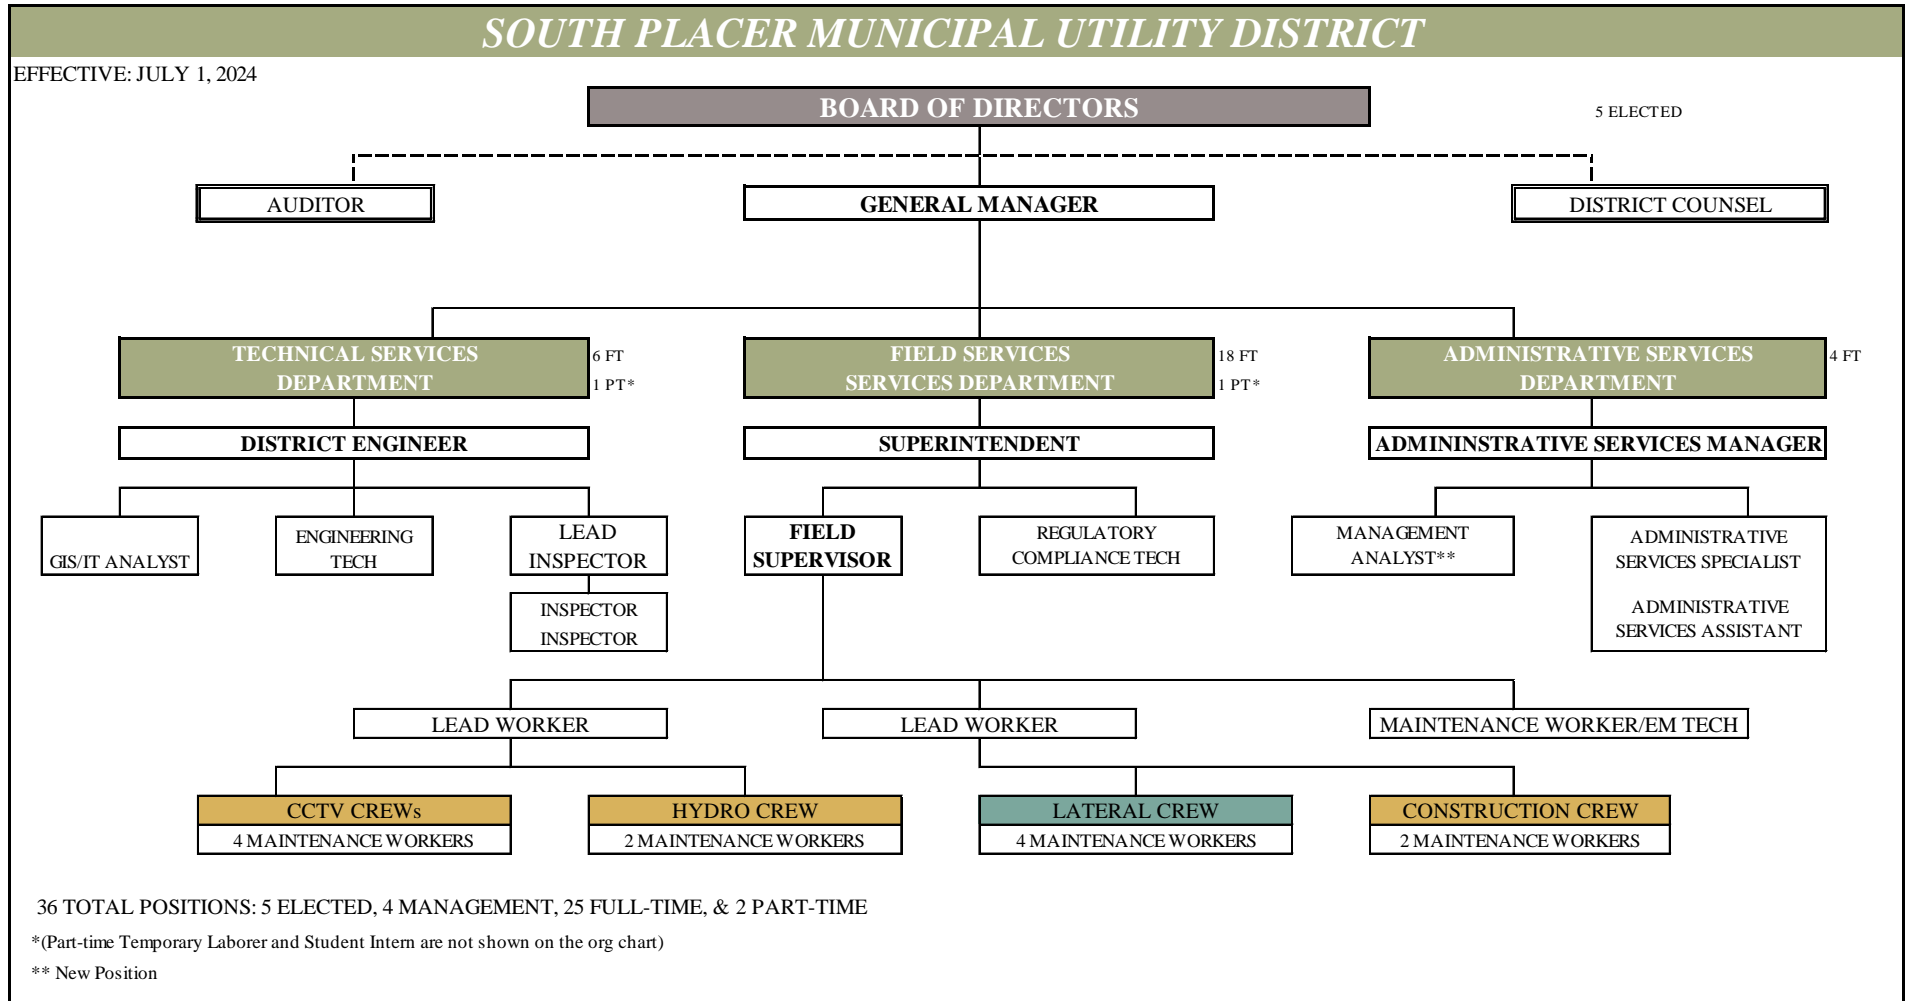 SOUTH PLACER MUNICIPAL UTILITY DISTRICT
EFFECTIVE: JULY 1, 2024
BOARD OF DIRECTORS
5 ELECTED
AUDITOR
GENERAL MANAGER
DISTRICT COUNSEL
TECHNICAL SERVICES
DEPARTMENT
6 FT
1 PT*
FIELD SERVICES
SERVICES DEPARTMENT
18 FT
1 PT*
ADMINISTRATIVE SERVICES
DEPARTMENT
4 FT
DISTRICT ENGINEER
SUPERINTENDENT
ADMININSTRATIVE SERVICES MANAGER
GIS/IT ANALYST
ENGINEERING
TECH
LEAD
INSPECTOR
INSPECTOR
INSPECTOR
FIELD
SUPERVISOR
REGULATORY
COMPLIANCE TECH
MANAGEMENT
ANALYST**
ADMINISTRATIVE
SERVICES SPECIALIST
ADMINISTRATIVE
SERVICES ASSISTANT
LEAD WORKER
LEAD WORKER
MAINTENANCE WORKER/EM TECH
CCTV CREWs
4 MAINTENANCE WORKERS
HYDRO CREW
2 MAINTENANCE WORKERS
LATERAL CREW
4 MAINTENANCE WORKERS
CONSTRUCTION CREW
2 MAINTENANCE WORKERS
36 TOTAL POSITIONS: 5 ELECTED, 4 MANAGEMENT, 25 FULL-TIME, & 2 PART-TIME
*(Part-time Temporary Laborer and Student Intern are not shown on the org chart)
** New Position